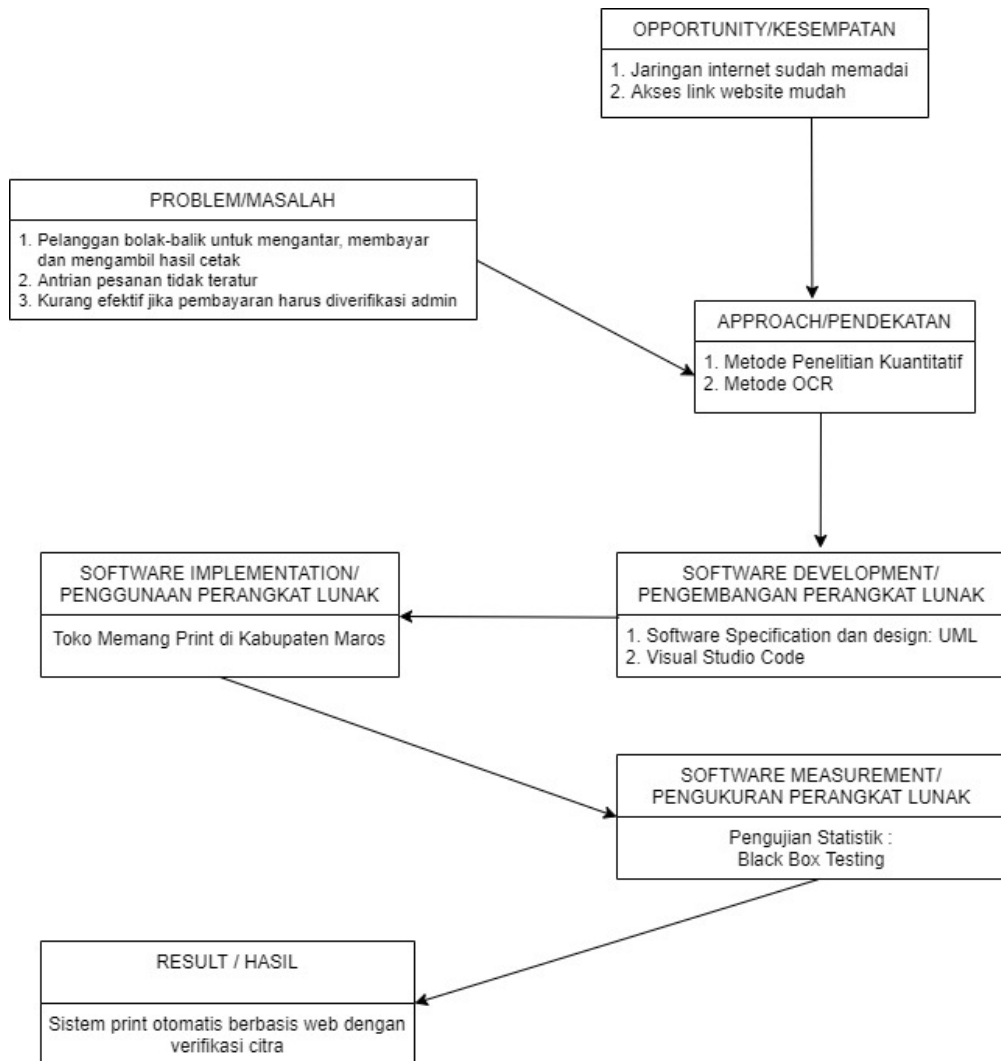 OPPORTUNITY/KESEMPATAN
1. Jaringan internet sudah memadai
2. Akses link website mudah
PROBLEM/MASALAH
1. Pelanggan bolak-balik untuk mengantar, membayar
dan mengambil hasil cetak
2. Antrian pesanan tidak teratur
3. Kurang efektif jika pembayaran harus diverifikasi admin
APPROACH/PENDEKATAN
1. Metode Penelitian Kuantitatif
2. Metode OCR
SOFTWARE DEVELOPMENT/
PENGEMBANGAN PERANGKAT LUNAK
1. Software Specification dan design: UML
2. Visual Studio Code
SOFTWARE IMPLEMENTATION/
PENGGUNAAN PERANGKAT LUNAK
Toko Memang Print di Kabupaten Maros
SOFTWARE MEASUREMENT/
PENGUKURAN PERANGKAT LUNAK
Pengujian Statistik :
Black Box Testing
RESULT / HASIL
Sistem print otomatis berbasis web dengan
verifikasi citra